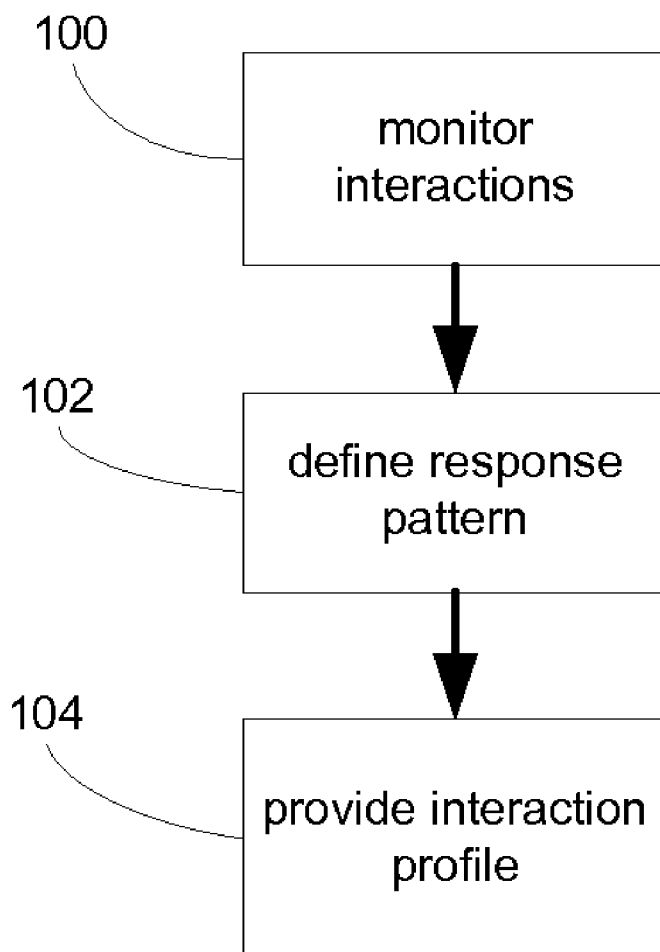 100
monitor
interactions
102
define response
pattern
104
provide interaction
profile